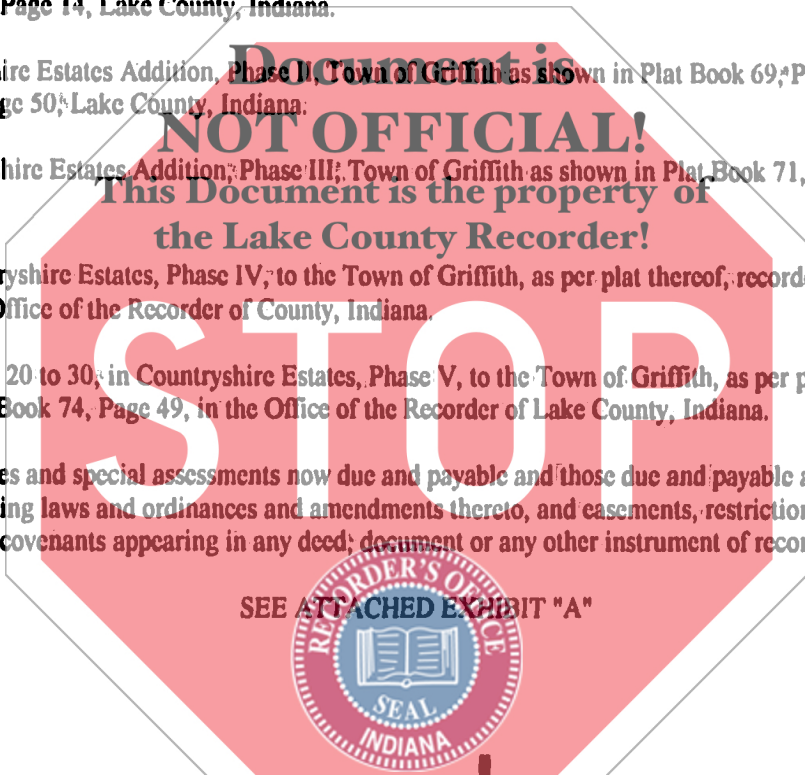 Page 14, Lake County, Indiana.
Document is
ire Estates Addition, Phase II, Town of Griffith as shown in Plat Book 69, P
ge 50, Lake County, Indiana.
NOT OFFICIAL!
hire Estates Addition, Phase III, Town of Griffith as shown in Plat Book 71,
This Document is the property of
the Lake County Recorder!
ryshire Estates, Phase IV, to the Town of Griffith, as per plat thereof, record
Office of the Recorder of County, Indiana.
STOP
20 to 30, in Countryshire Estates, Phase V, to the Town of Griffith, as per p
Book 74, Page 49, in the Office of the Recorder of Lake County, Indiana.
es and special assessments now due and payable and those due and payable a
ing laws and ordinances and amendments thereto, and easements, restriction
covenants appearing in any deed; document or any other instrument of recor
SEE ATTACHED EXHIBIT "A"
RECORDER'S OFFICE
SEAL
INDIANA